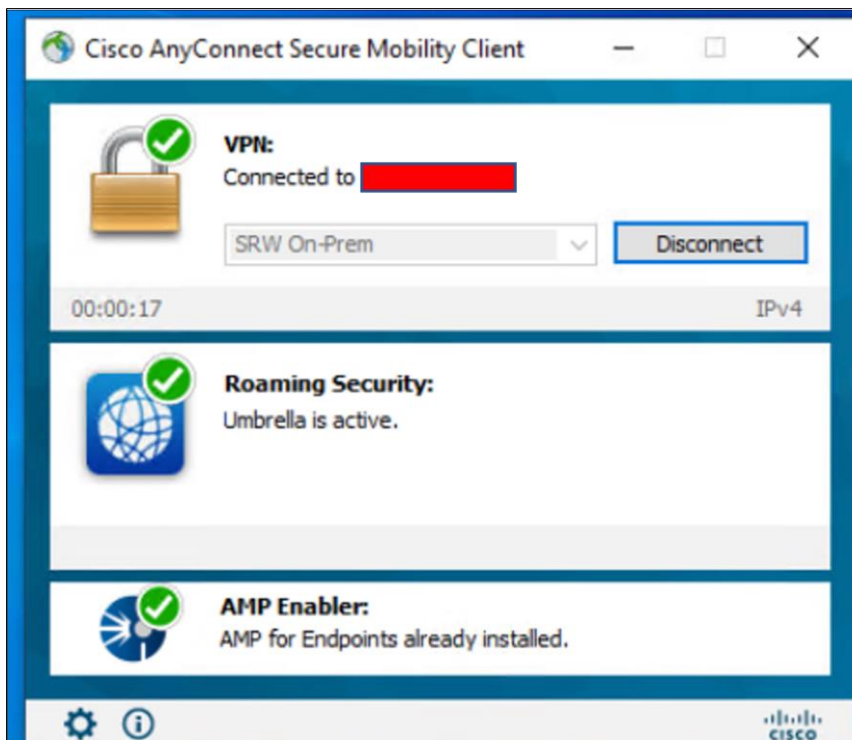 Cisco AnyConnect Secure Mobility Client
VPN:
Connected to
SRW On-Prem
Disconnect
00:00:17
IPv4
Roaming Security:
Umbrella is active.
AMP Enabler:
AMP for Endpoints already installed.
CISCO